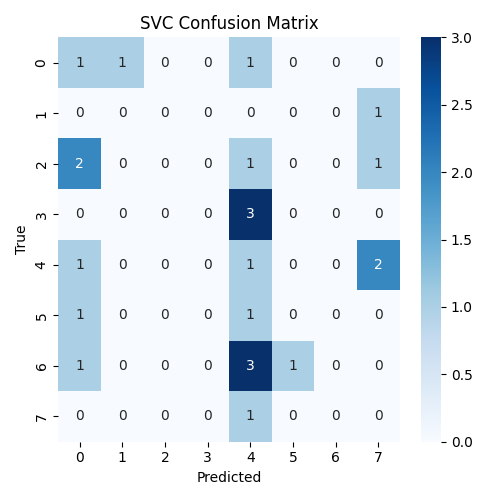 SVC Confusion Matrix
True
0 1 1 0 0 1 0 0 0
1 0 0 0 0 0 0 0 1
2 2 0 0 0 1 0 0 1
3 0 0 0 0 3 0 0 0
4 1 0 0 0 1 0 0 2
5 1 0 0 0 1 0 0 0
6 1 0 0 0 3 1 0 0
7 0 0 0 0 1 0 0 0
0 1 2 3 4 5 6 7
Predicted
3.0
2.5
2.0
1.5
1.0
0.5
0.0